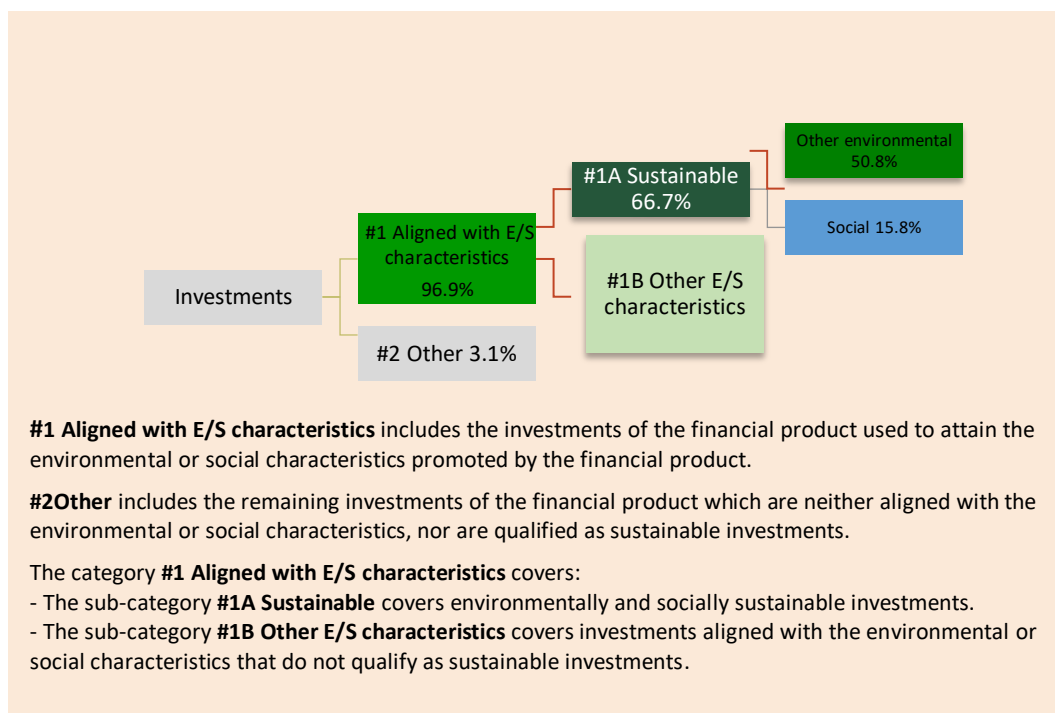 Other environmental
50.8%
#1A Sustainable
66.7%
Social 15.8%
#1 Aligned with E/S
characteristics
96.9%
#1B Other E/S
characteristics
Investments
#2 Other 3.1%
#1 Aligned with E/S characteristics includes the investments of the financial product used to attain the
environmental or social characteristics promoted by the financial product.
#2Other includes the remaining investments of the financial product which are neither aligned with the
environmental or social characteristics, nor are qualified as sustainable investments.
The category #1 Aligned with E/S characteristics covers:
- The sub-category #1A Sustainable covers environmentally and socially sustainable investments.
- The sub-category #1B Other E/S characteristics covers investments aligned with the environmental or
social characteristics that do not qualify as sustainable investments.